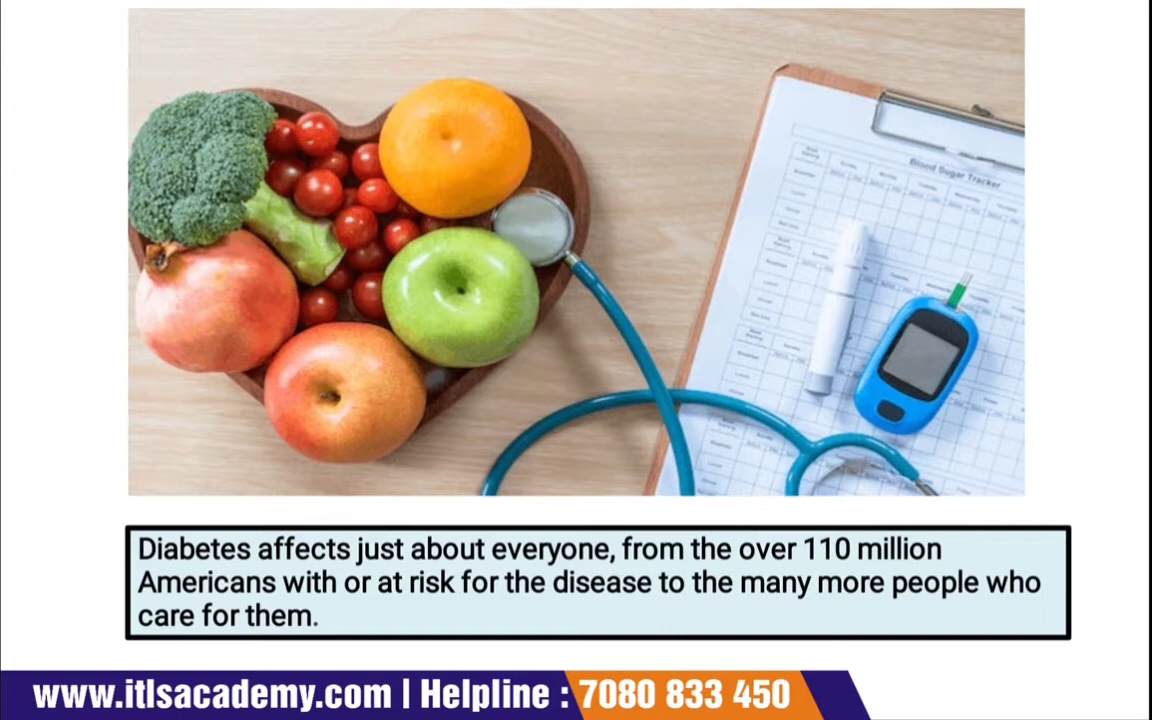 Blood Sugar Tracker
Diabetes affects just about everyone, from the over 110 million
Americans with or at risk for the disease to the many more people who
care for them.
www.itlsacademy.com | Helpline : 7080 833 450